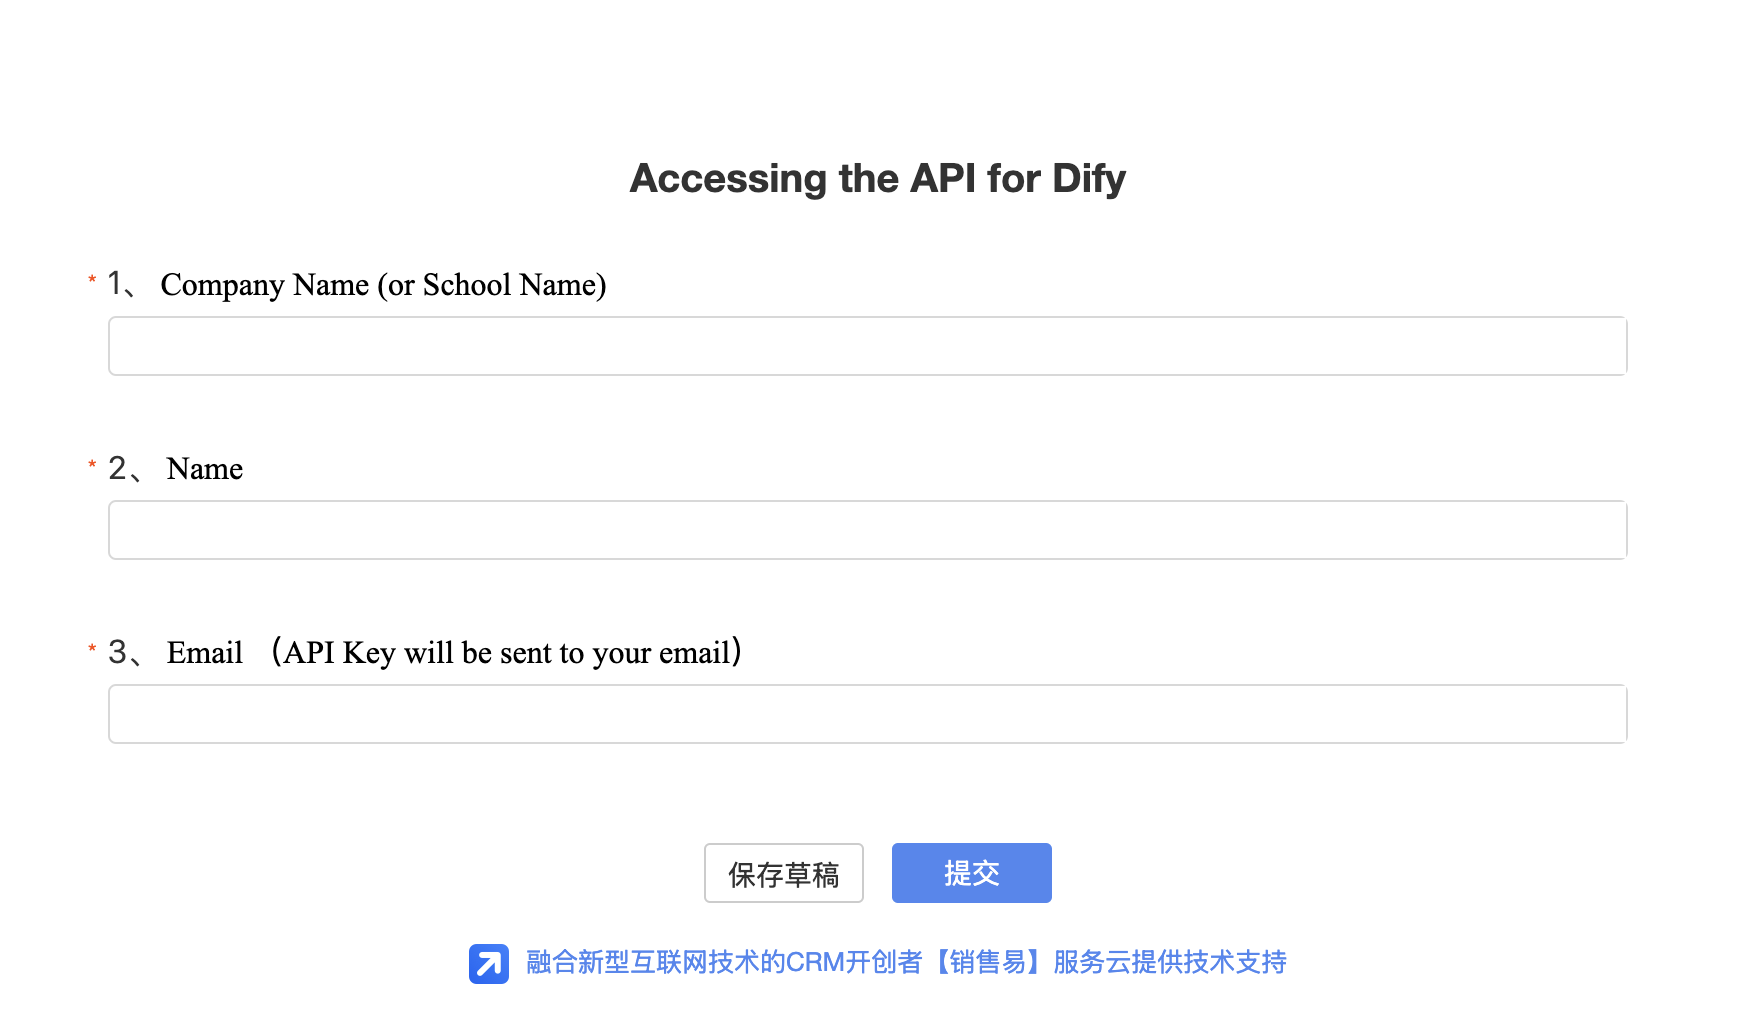 Accessing the API for Dify
* 1、 Company Name (or School Name)
* 2、 Name
* 3、 Email （API Key will be sent to your email）
保存草稿 提交
融合新型互联网技术的CRM开创者【销售易】服务云提供技术支持